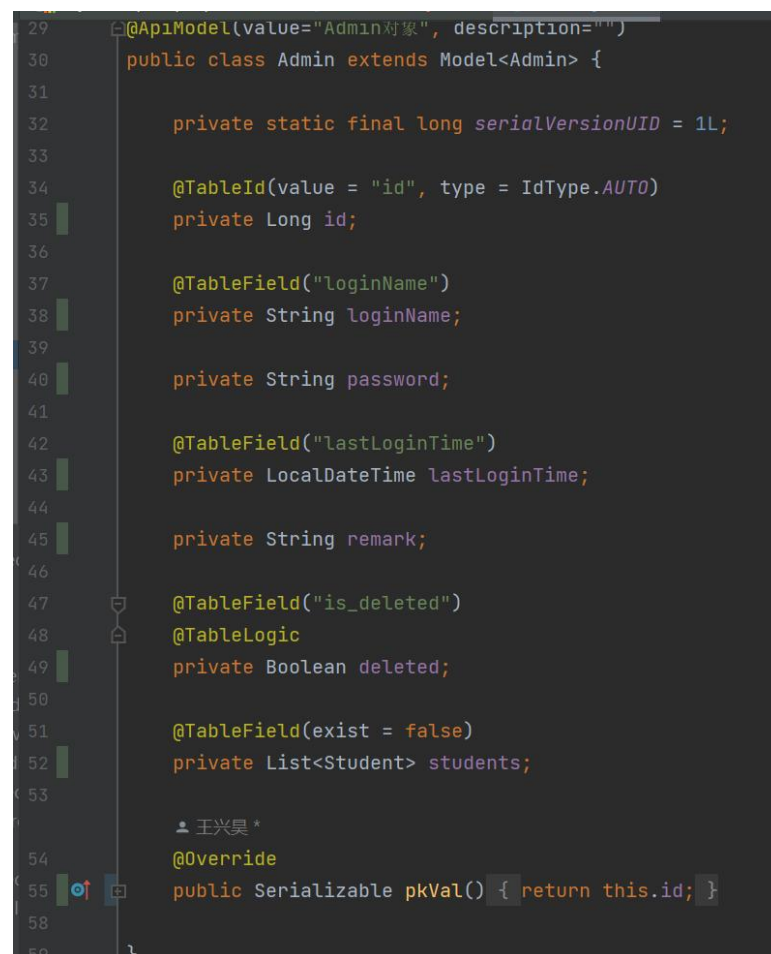 29 @ApiModel(value="Admin对象", description="")
30 public class Admin extends Model<Admin> {
31
32 private static final long serialVersionUID = 1L;
33
34 @TableId(value = "id", type = IdType.AUTO)
35 private Long id;
36
37 @TableField("loginName")
38 private String loginName;
39
40 private String password;
41
42 @TableField("lastLoginTime")
43 private LocalDateTime lastLoginTime;
44
45 private String remark;
46
47 @TableField("is_deleted")
48 @TableLogic
49 private Boolean deleted;
50
51 @TableField(exist = false)
52 private List<Student> students;
53
王兴昊 *
54 @Override
55 public Serializable pkVal() { return this.id; }
58
59 }